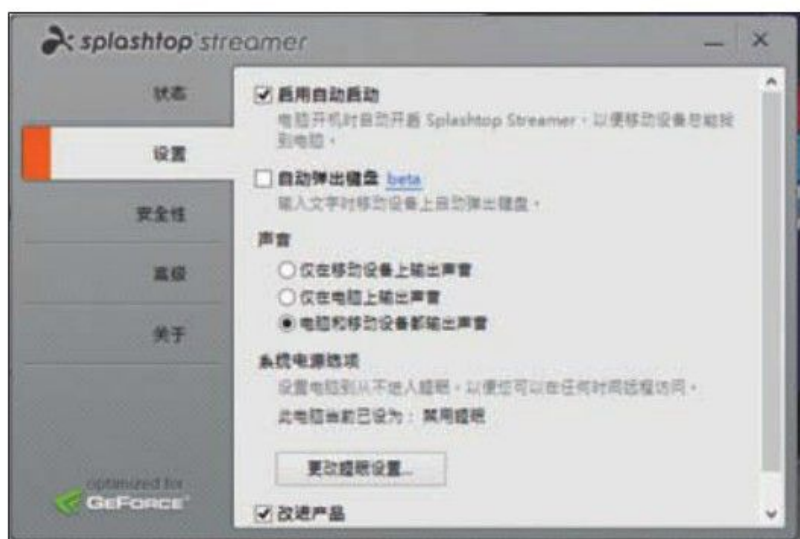 splashtop streamer
状态
设置
安全性
高级
关于
optimized for
GEFORCE
启用自动启动
电脑开机时自动开启 Splashtop Streamer，以便移动设备总能找
到电脑。
自动弹出键盘 beta
输入文字时移动设备上自动弹出键盘。
声音
仅在移动设备上输出声音
仅在电脑上输出声音
电脑和移动设备都输出声音
系统电源选项
设置电脑到从不进入睡眠，以便您可以在任何时间远程访问。
此电脑当前已设为： 禁用睡眠
更改睡眠设置...
改进产品